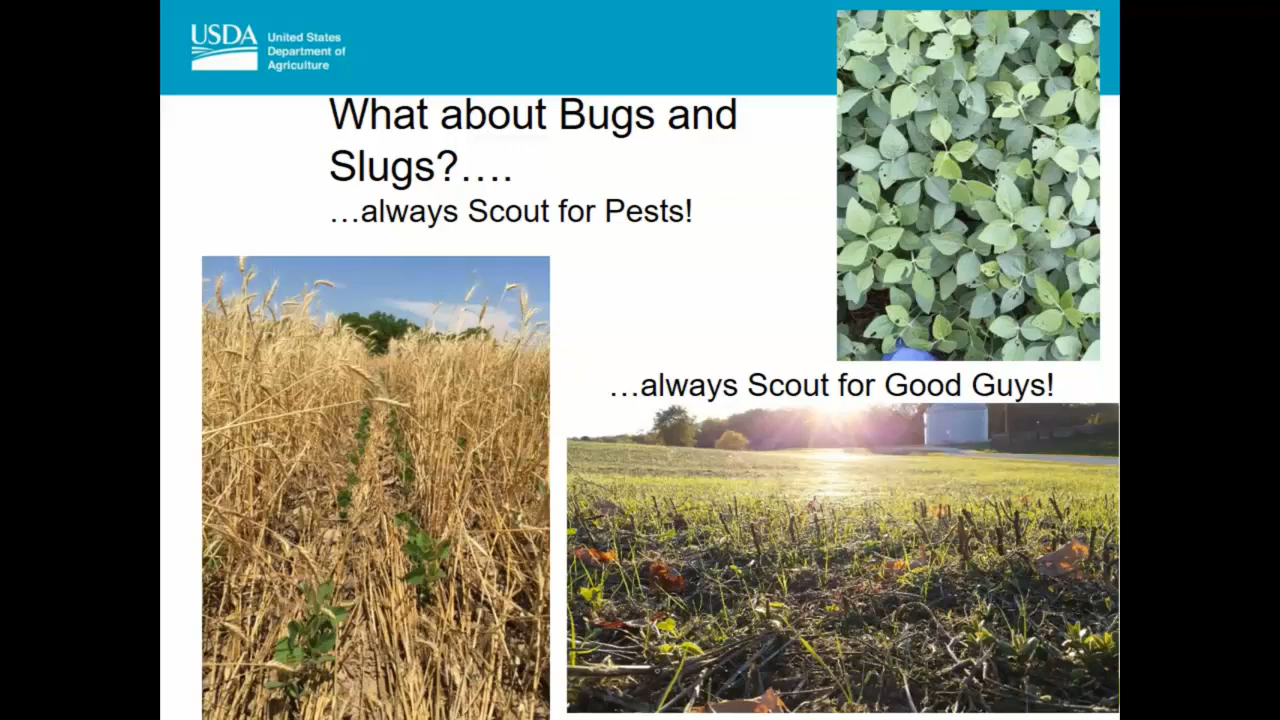 USDA
United States
Department of
Agriculture
What about Bugs and
Slugs?....
...always Scout for Pests!
...always Scout for Good Guys!